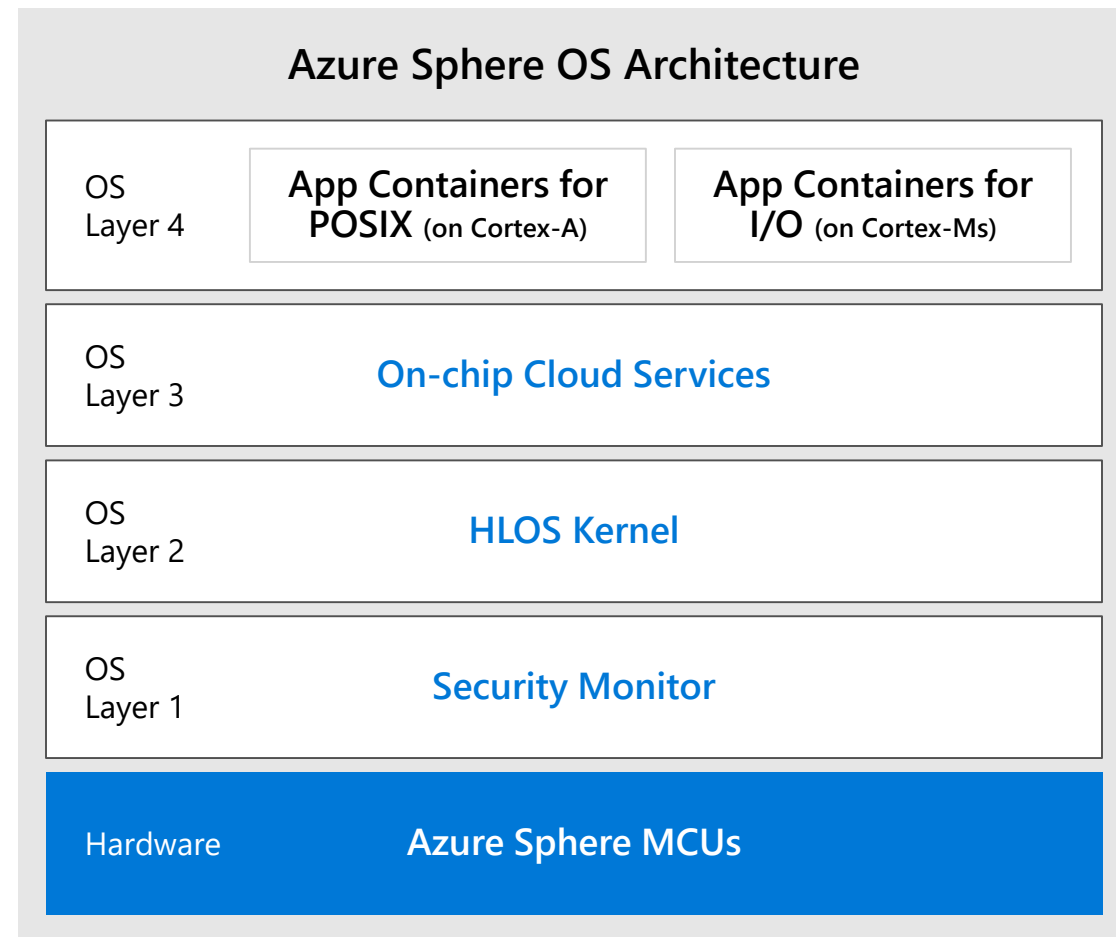 Azure Sphere OS Architecture
OS
Layer 4
App Containers for
POSIX (on Cortex-A)
App Containers for
I/O (on Cortex-Ms)
OS
Layer 3
On-chip Cloud Services
OS
Layer 2
HLOS Kernel
OS
Layer 1
Security Monitor
Hardware
Azure Sphere MCUs